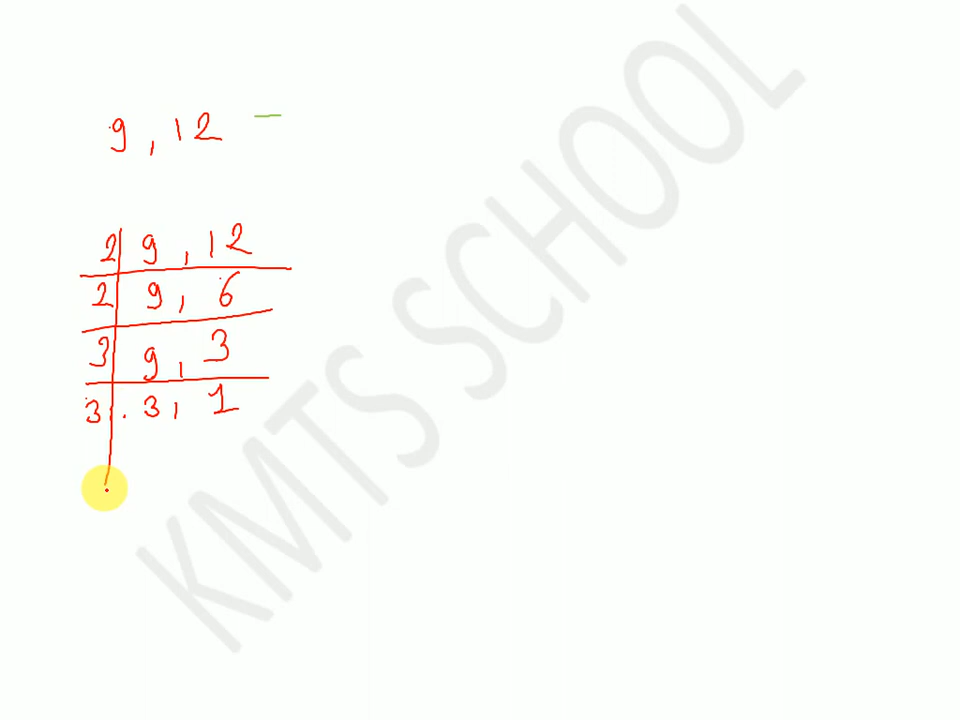 9, 12 –
2 9, 12
2 9, 6
3 9, 3
3 . 3, 1
KMTS SCHOOL